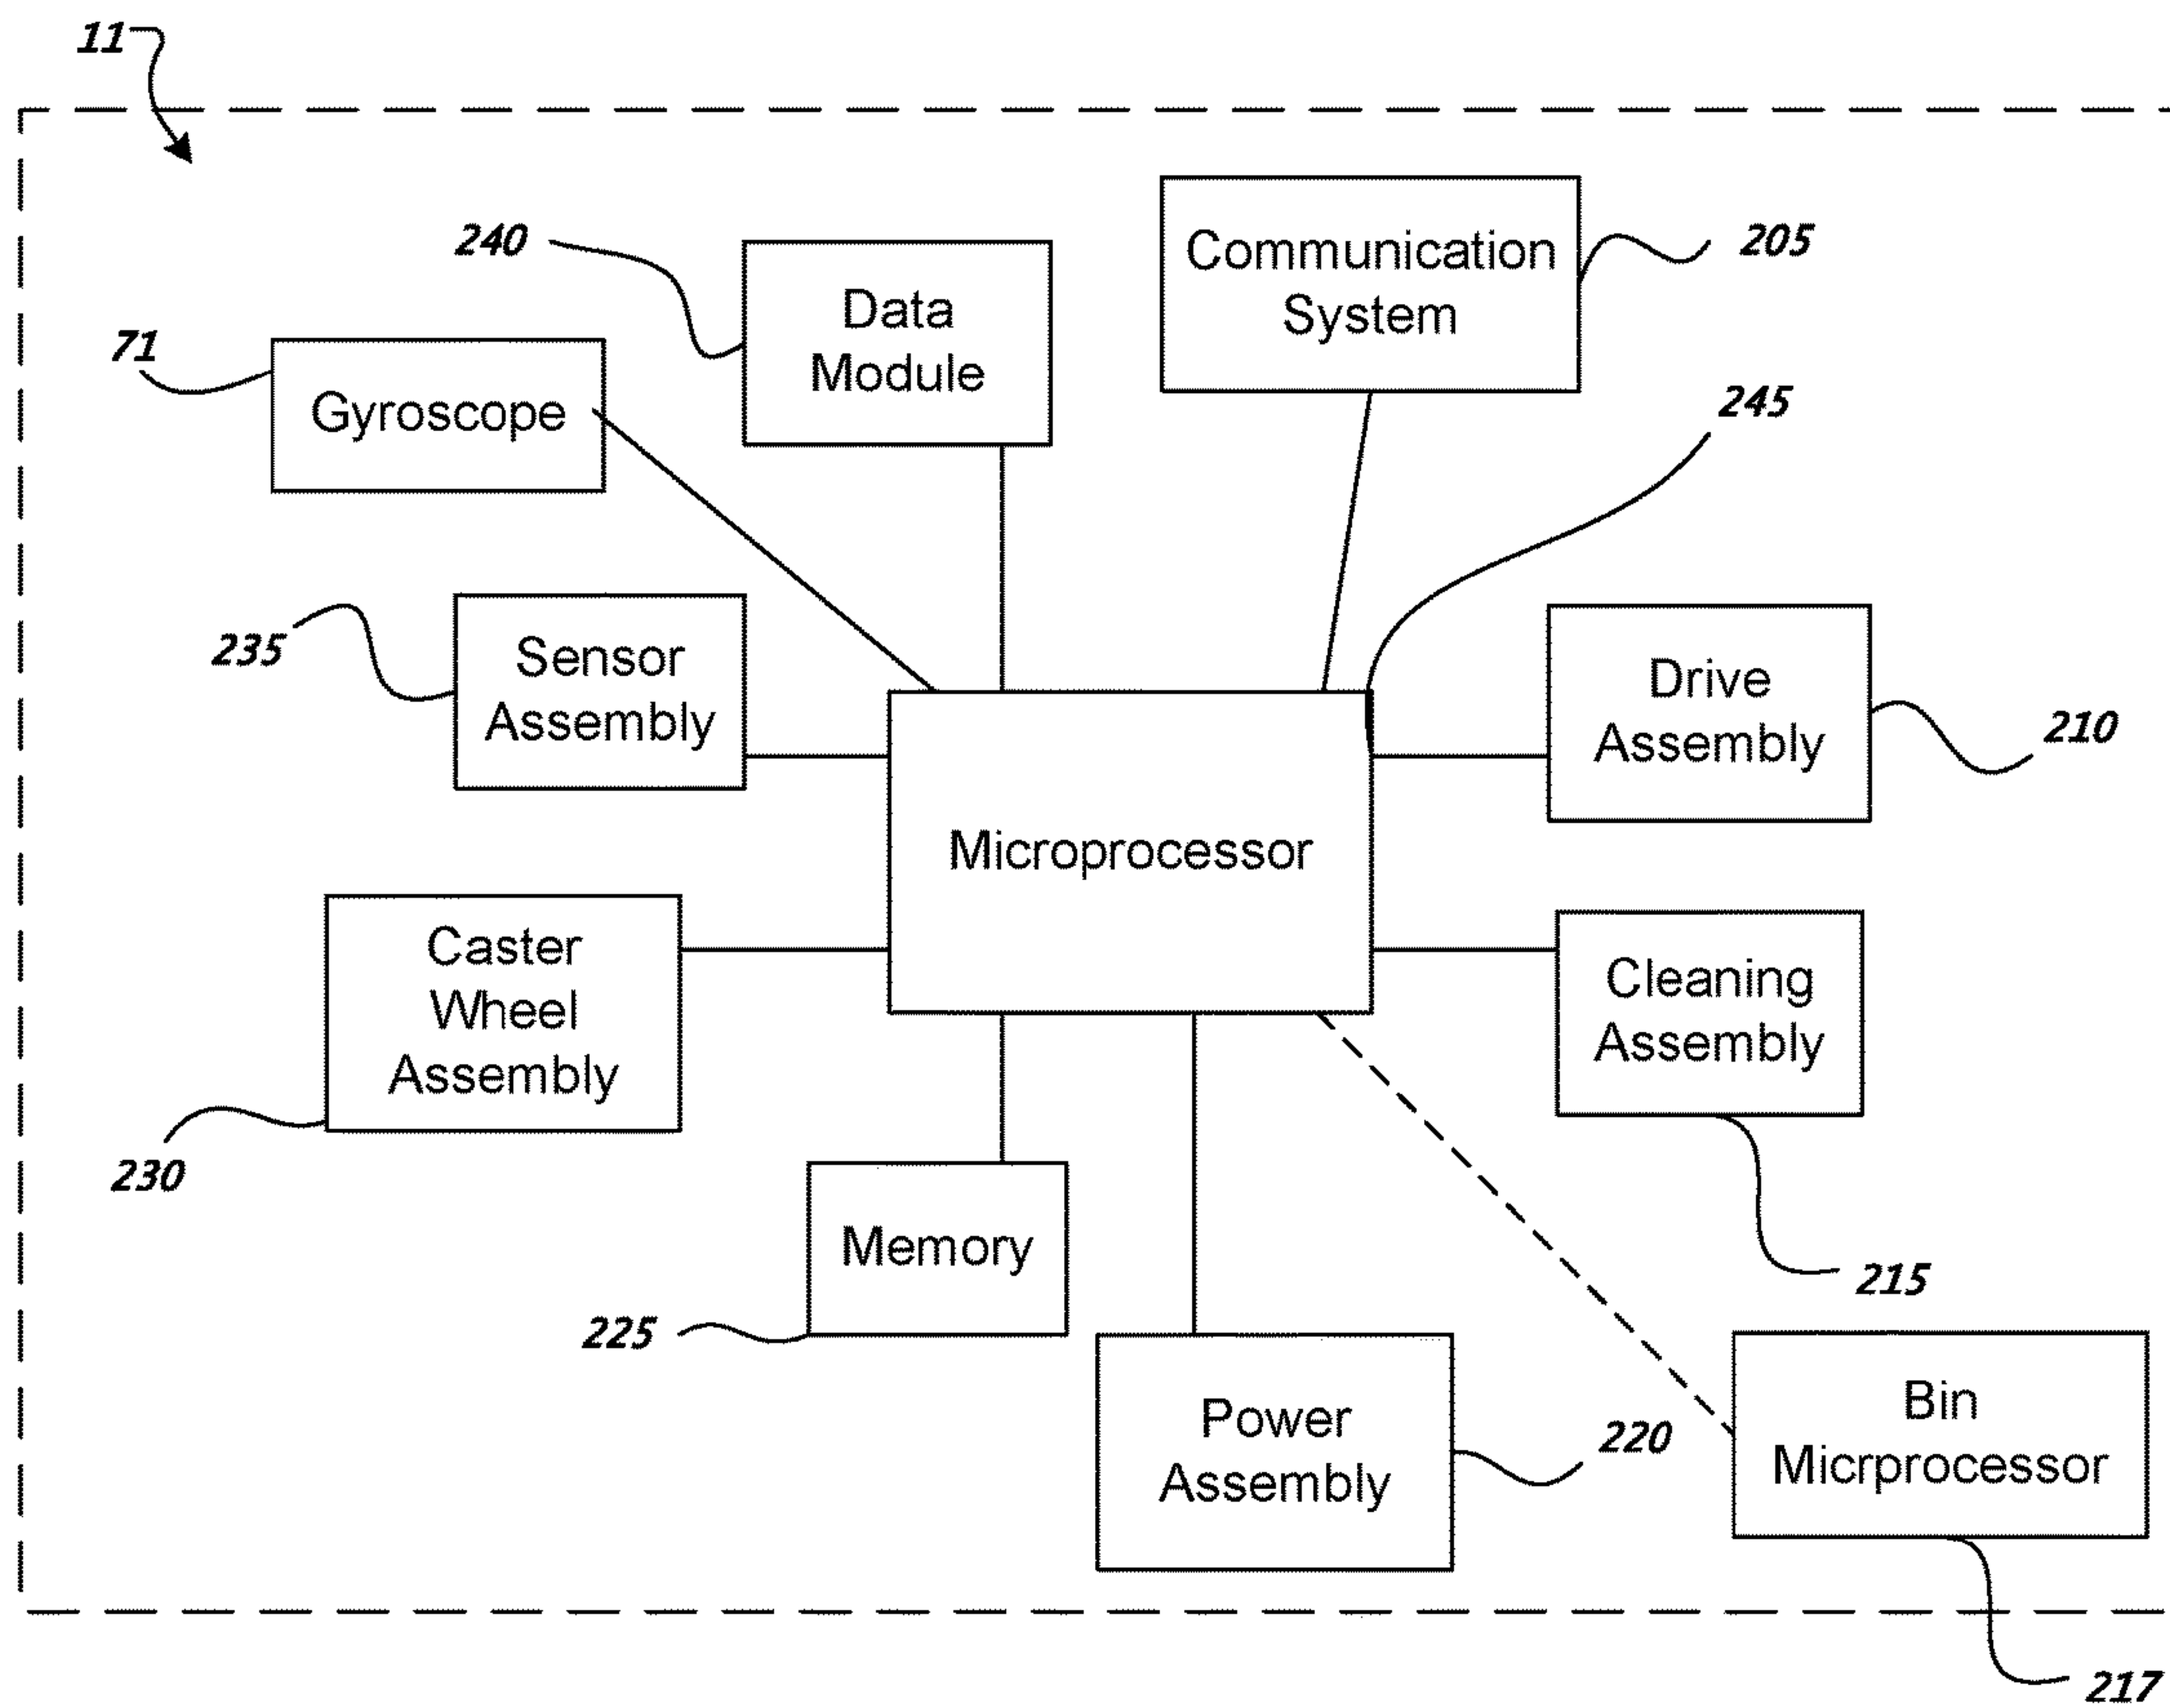 11
240
Data
Module
Communication
System
205
71
Gyroscope
245
235
Sensor
Assembly
Drive
Assembly
210
Microprocessor
Caster
Wheel
Assembly
230
Cleaning
Assembly
215
Memory
225
Power
Assembly
220
Bin
Micrprocessor
217